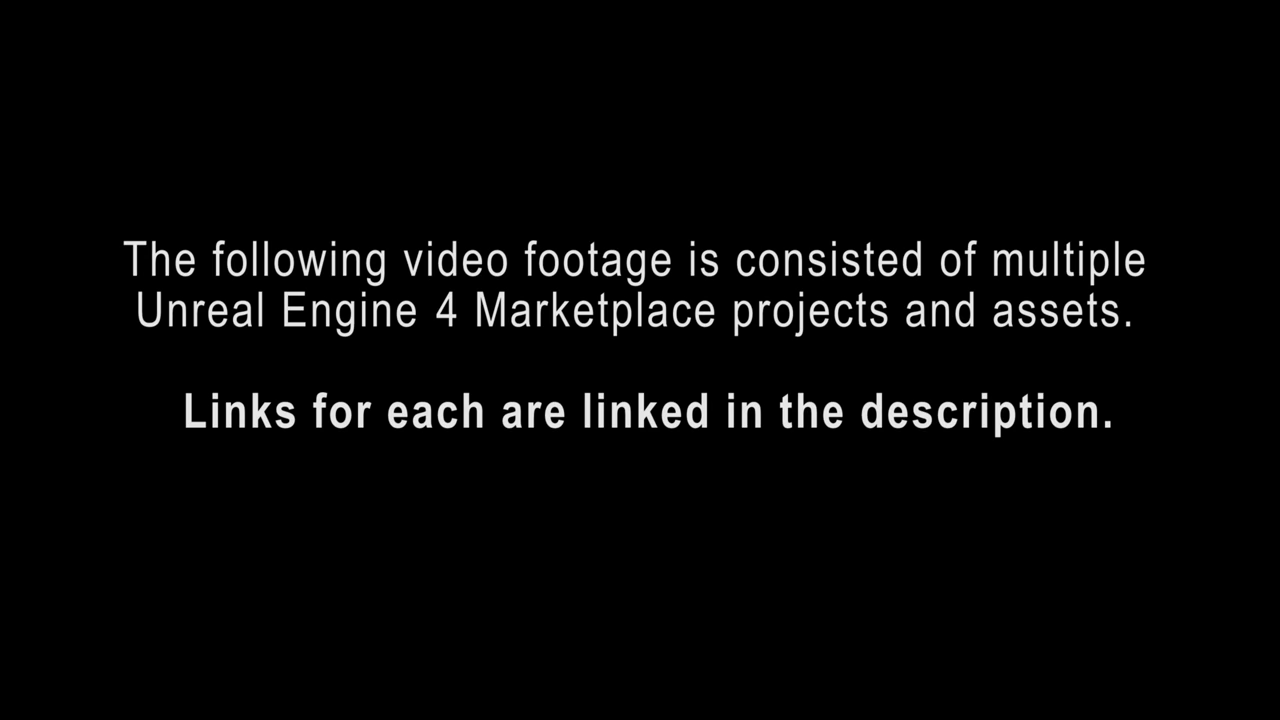 The following video footage is consisted of multiple
Unreal Engine 4 Marketplace projects and assets.
Links for each are linked in the description.